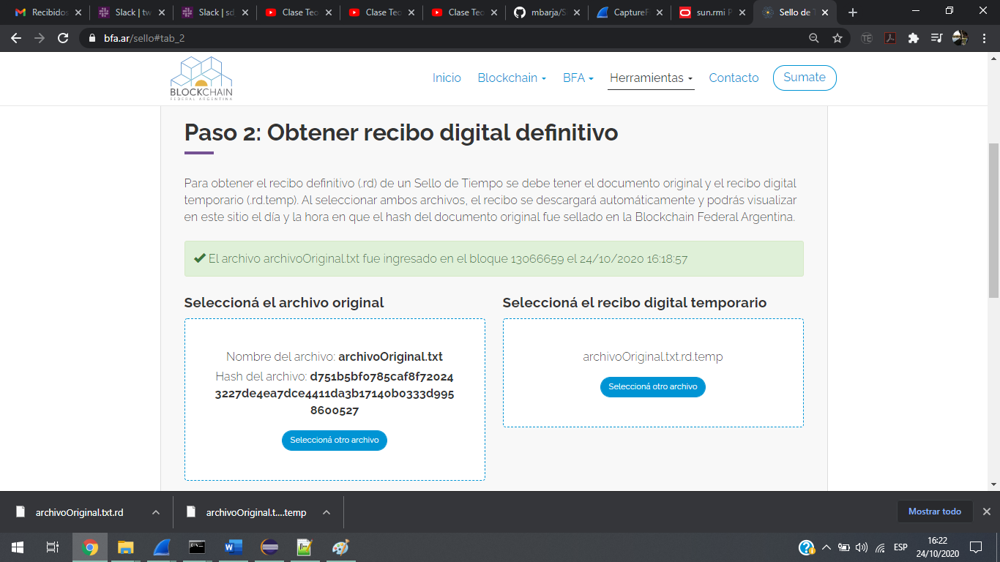 Recibidos
Slack | tw
Slack | sd
Clase Teo
Clase Teo
Clase Teo
mbarja/S
CaptureF
sun.rmi P
Sello de T
bfa.ar/sello#tab_2
BLOCKCHAIN
FEDERAL ARGENTINA
Inicio
Blockchain
BFA
Herramientas
Contacto
Sumate
Paso 2: Obtener recibo digital definitivo
Para obtener el recibo definitivo (.rd) de un Sello de Tiempo se debe tener el documento original y el recibo digital
temporario (.rd.temp). Al seleccionar ambos archivos, el recibo se descargará automáticamente y podrás visualizar
en este sitio el día y la hora en que el hash del documento original fue sellado en la Blockchain Federal Argentina.
El archivo archivoOriginal.txt fue ingresado en el bloque 13066659 el 24/10/2020 16:18:57
Seleccioná el archivo original
Nombre del archivo: archivoOriginal.txt
Hash del archivo: d751b5bf0785caf8f72024
3227de4ea7dce4411da3b17140b0333d995
8600527
Seleccioná otro archivo
Seleccioná el recibo digital temporario
archivoOriginal.txt.rd.temp
Seleccioná otro archivo
archivoOriginal.txt.rd
archivoOriginal.t....temp
Mostrar todo
ESP
16:22
24/10/2020